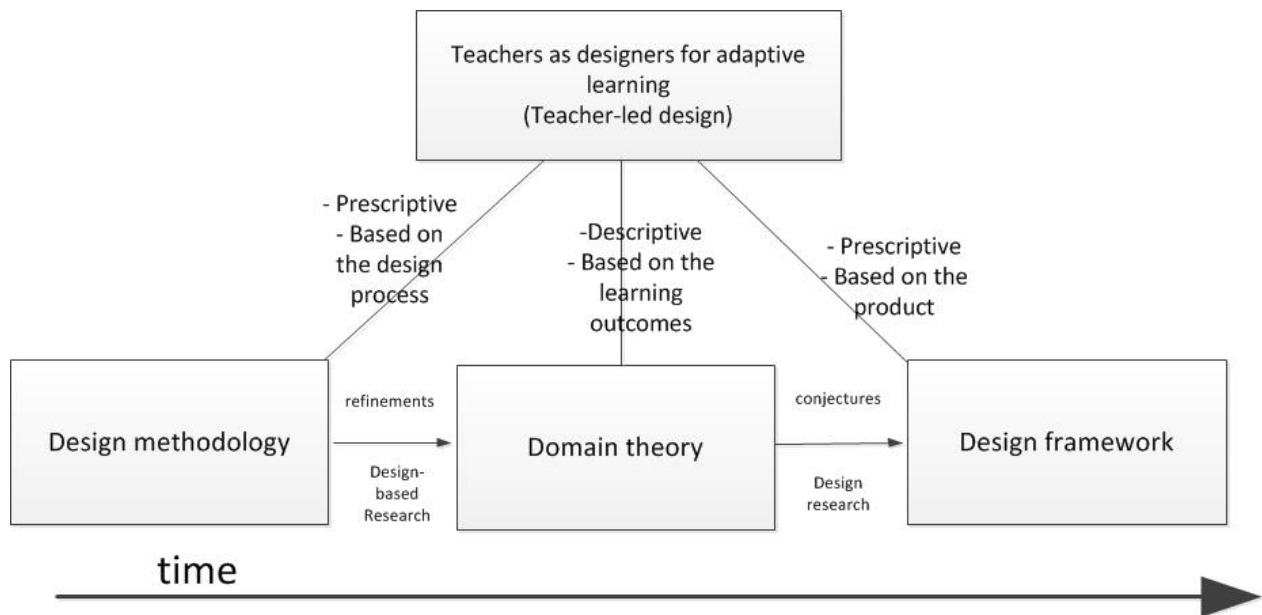 Teachers as designers for adaptive
learning
(Teacher-led design)
- Prescriptive
- Based on
the design
process
-Descriptive
- Based on the
learning
outcomes
- Prescriptive
- Based on the
product
Design methodology
refinements
Design-
based
Research
Domain theory
conjectures
Design
research
Design framework
time